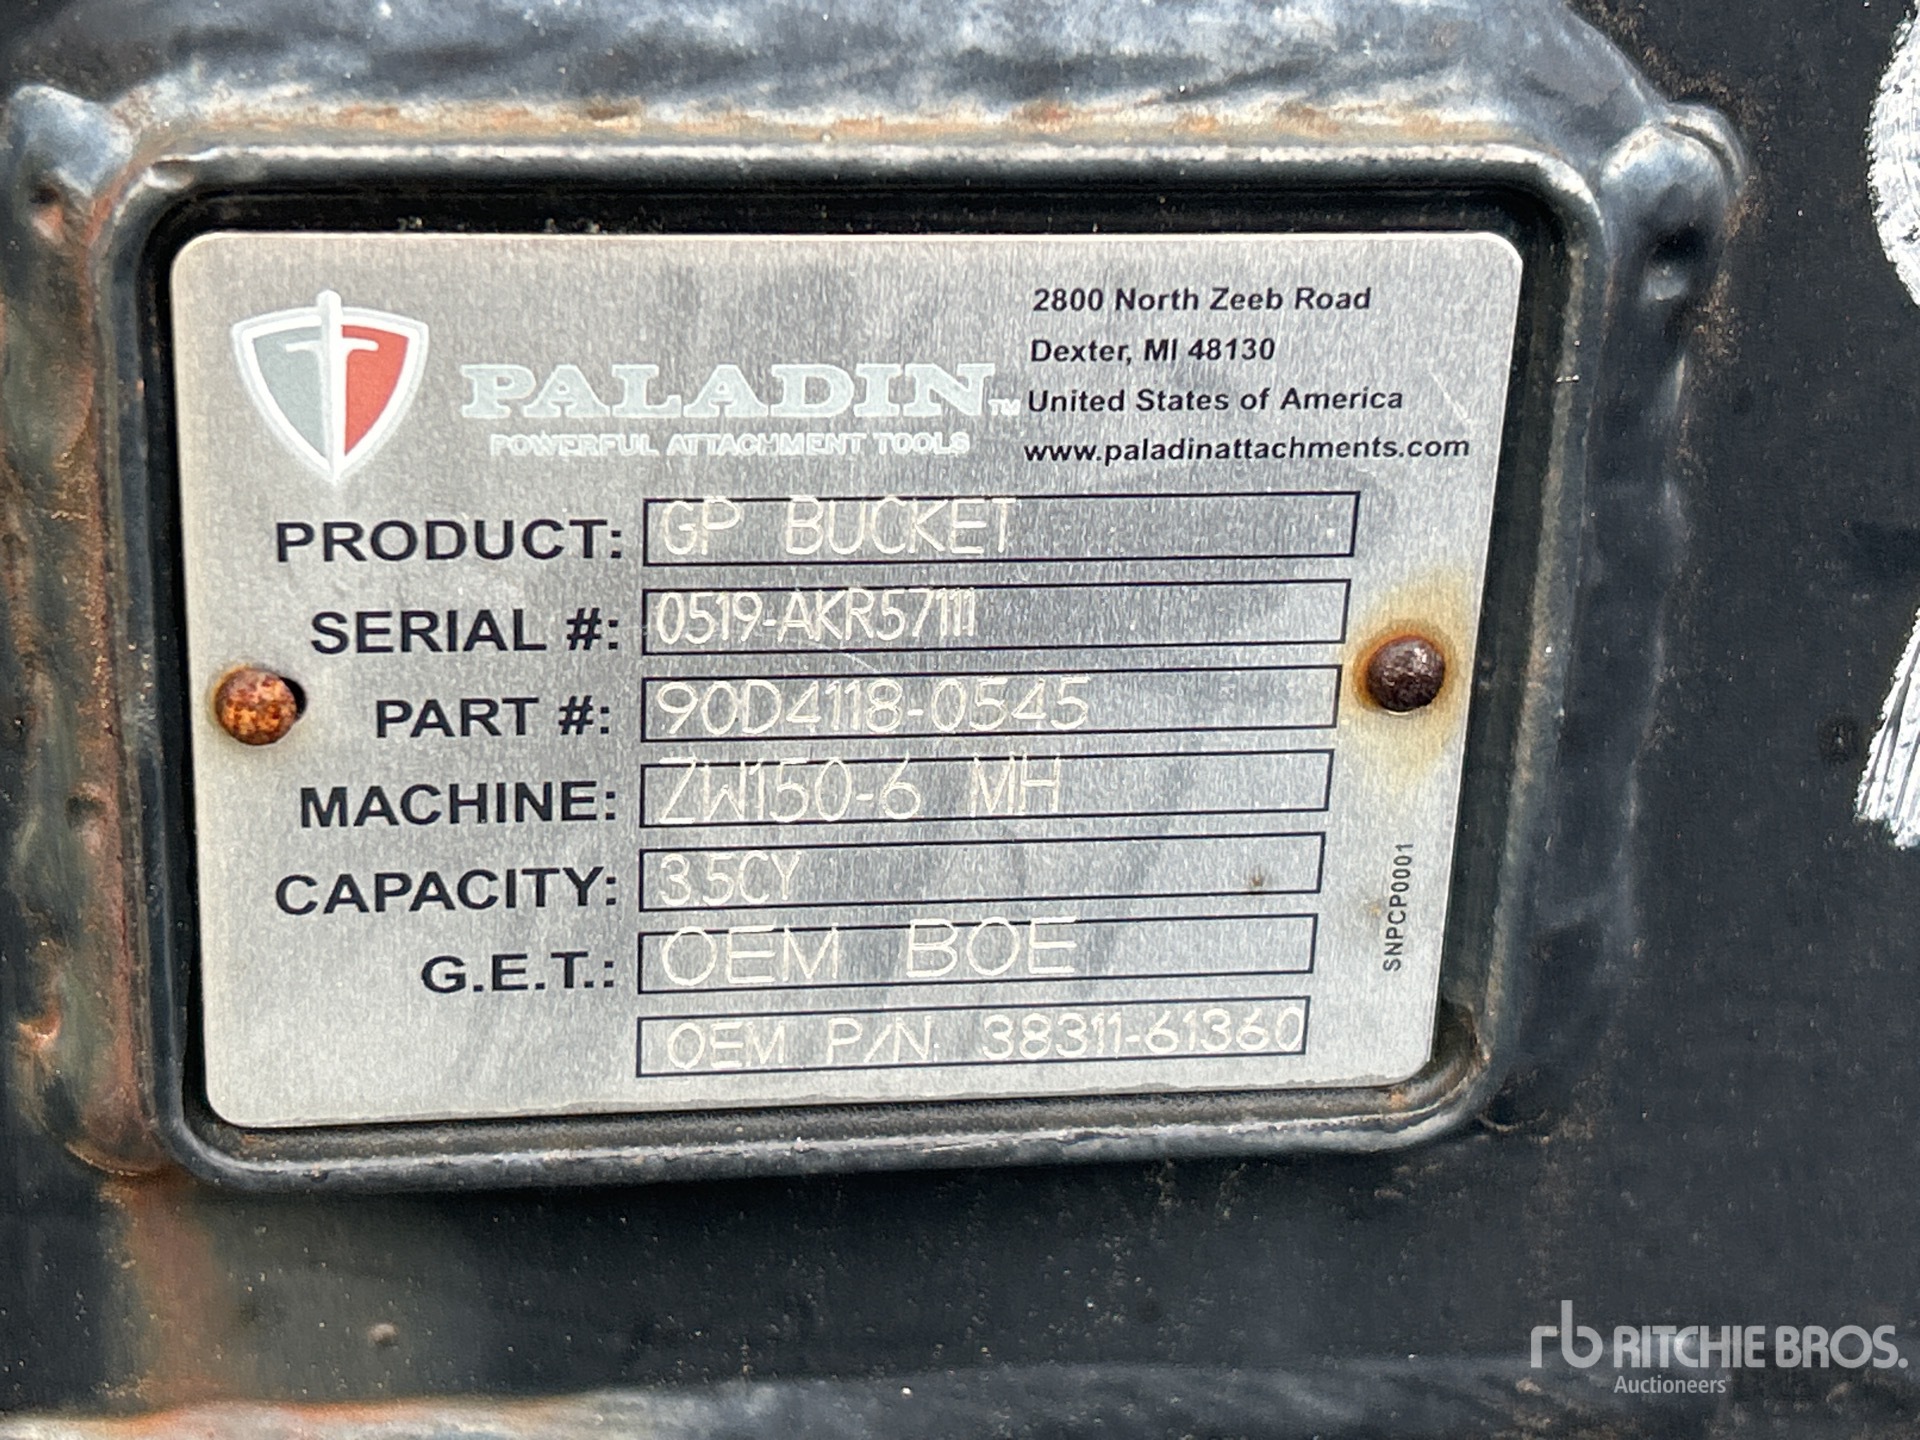 PALADIN™
POWERFUL ATTACHMENT TOOLS
2800 North Zeeb Road
Dexter, MI 48130
United States of America
www.paladinattachments.com
PRODUCT: GP BUCKET
SERIAL #: 0519-AKR57111
PART #: 90D4118-0545
MACHINE: ZW150-6 MH
CAPACITY: 3.5CY
G.E.T.: OEM BOE
OEM P/N: 38311-61360
SNPCP0001
rb RITCHIE BROS.
Auctioneers